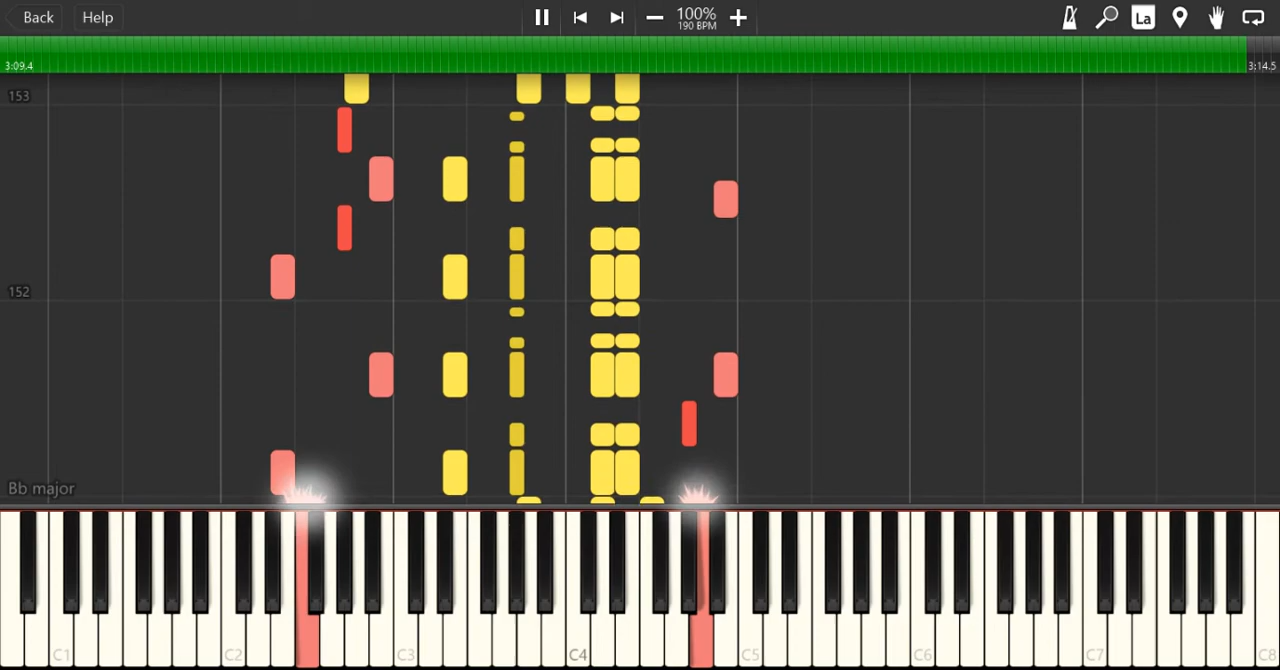 Back
Help
100%
190 BPM
La
3:09.4
3:14.5
153
152
Bb major
C1
C2
C3
C4
C5
C6
C7
C8